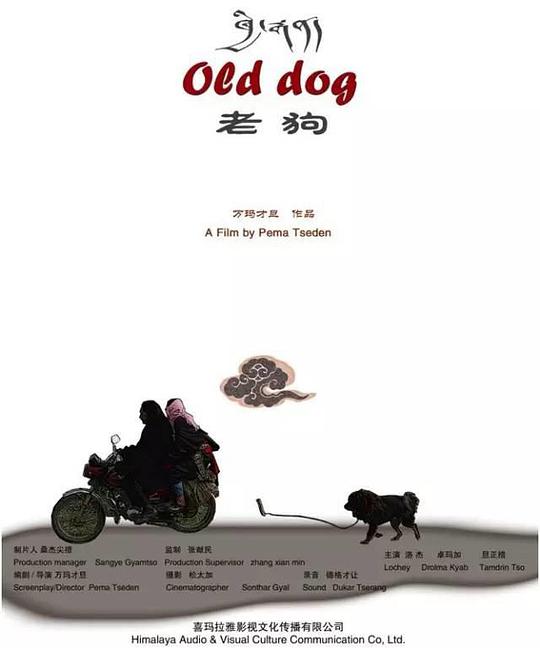 ཁྱི་རྒན།
Old dog
老狗
万玛才旦 作品
A Film by Pema Tseden
制片人 桑杰尖措 监制 张献民
Production manager Sangye Gyamtso Production Supervisor zhang xian min
编剧/导演 万玛才旦 摄影 松太加 录音 德格才让
Screenplay/Director Pema Tseden Cinematographer Sonthar Gyal Sound Dukar Tserang
主演 洛杰 卓玛加 旦正措
Lochey Drolma Kyab Tamdrin Tso
喜玛拉雅影视文化传播有限公司
Himalaya Audio & Visual Culture Communication Co, Ltd.